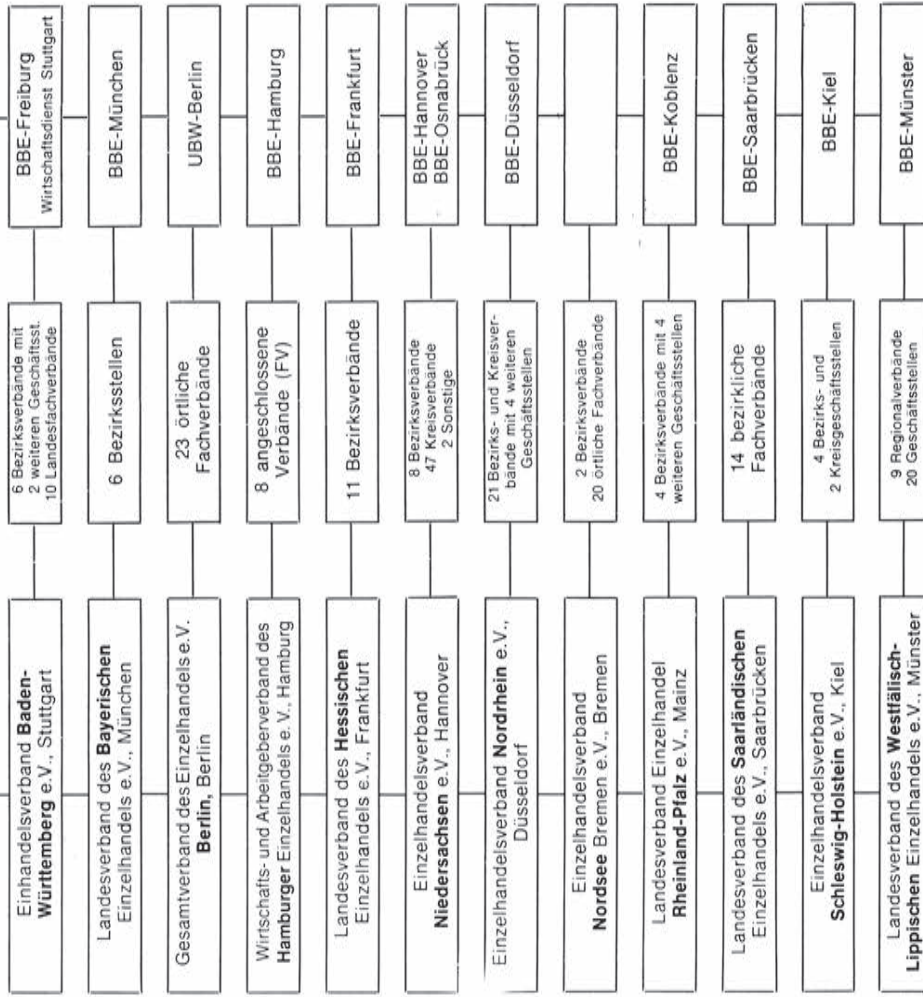 Einhandelsverband Baden-
Württemberg e.V., Stuttgart
6 Bezirksverbände mit
2 weiteren Geschäftsst.
10 Landesfachverbände
BBE-Freiburg
Wirtschaftsdienst Stuttgart
Landesverband des Bayerischen
Einzelhandels e.V., München
6 Bezirksstellen
BBE-München
Gesamtverband des Einzelhandels e.V.
Berlin, Berlin
23 örtliche
Fachverbände
UBW-Berlin
Wirtschafts- und Arbeitgeberverband des
Hamburger Einzelhandels e. V., Hamburg
8 angeschlossene
Verbände (FV)
BBE-Hamburg
Landesverband des Hessischen
Einzelhandels e.V., Frankfurt
11 Bezirksverbände
BBE-Frankfurt
Einzelhandelsverband
Niedersachsen e.V., Hannover
8 Bezirksverbände
47 Kreisverbände
2 Sonstige
BBE-Hannover
BBE-Osnabrück
Einzelhandelsverband Nordrhein e.V.,
Düsseldorf
21 Bezirks- und Kreisver-
bände mit 4 weiteren
Geschäftsstellen
BBE-Düsseldorf
Einzelhandelsverband
Nordsee Bremen e.V., Bremen
2 Bezirksverbände
20 örtliche Fachverbände
Landesverband Einzelhandel
Rheinland-Pfalz e.V., Mainz
4 Bezirksverbände mit 4
weiteren Geschäftsstellen
BBE-Koblenz
Landesverband des Saarländischen
Einzelhandels e.V., Saarbrücken
14 bezirkliche
Fachverbände
BBE-Saarbrücken
Einzelhandelsverband
Schleswig-Holstein e.V., Kiel
4 Bezirks- und
2 Kreisgeschäftsstellen
BBE-Kiel
Landesverband des Westfälisch-
Lippischen Einzelhandels e.V., Münster
9 Regionalverbände
20 Geschäftsstellen
BBE-Münster